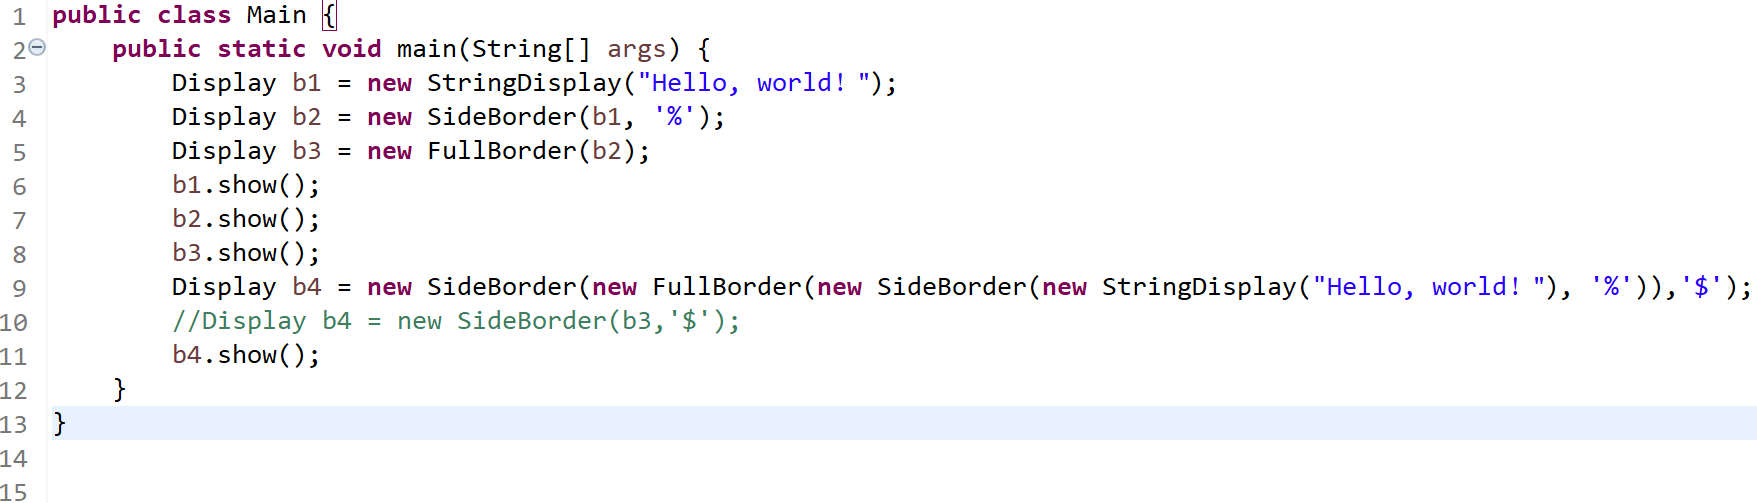 1 public class Main {
2 public static void main(String[] args) {
3 Display b1 = new StringDisplay("Hello, world! ");
4 Display b2 = new SideBorder(b1, '%');
5 Display b3 = new FullBorder(b2);
6 b1.show();
7 b2.show();
8 b3.show();
9 Display b4 = new SideBorder(new FullBorder(new SideBorder(new StringDisplay("Hello, world! "), '%')),'$');
10 //Display b4 = new SideBorder(b3,'$');
11 b4.show();
12 }
13 }
14
15